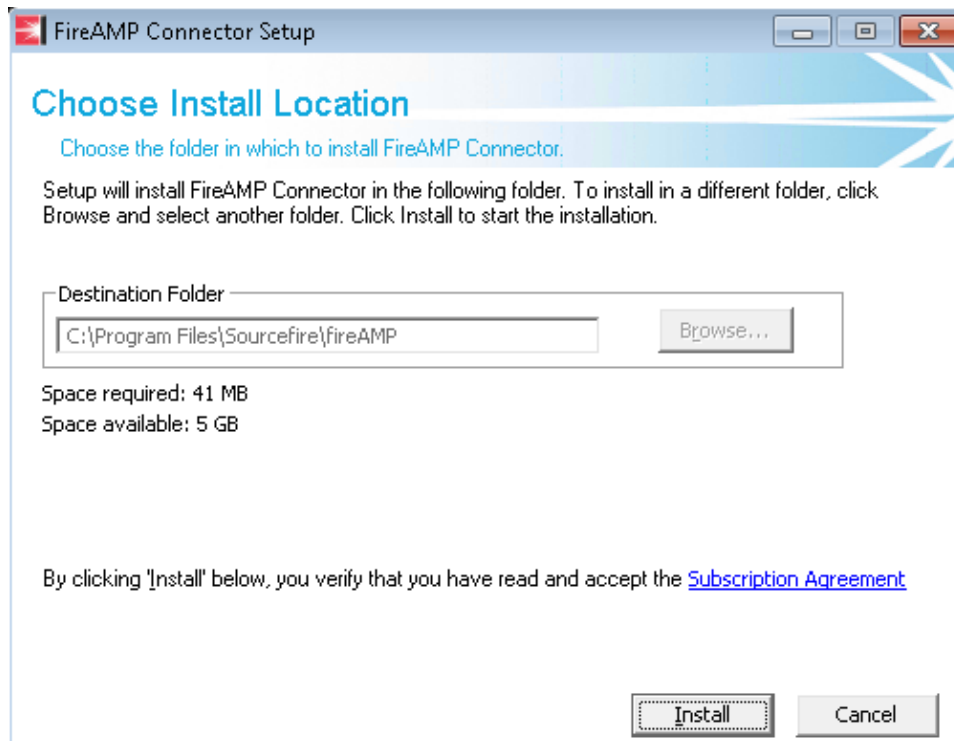 FireAMP Connector Setup
Choose Install Location
Choose the folder in which to install FireAMP Connector.
Setup will install FireAMP Connector in the following folder. To install in a different folder, click
Browse and select another folder. Click Install to start the installation.
Destination Folder
C:\Program Files\Sourcefire\fireAMP
Browse...
Space required: 41 MB
Space available: 5 GB
By clicking 'Install' below, you verify that you have read and accept the Subscription Agreement
Install
Cancel